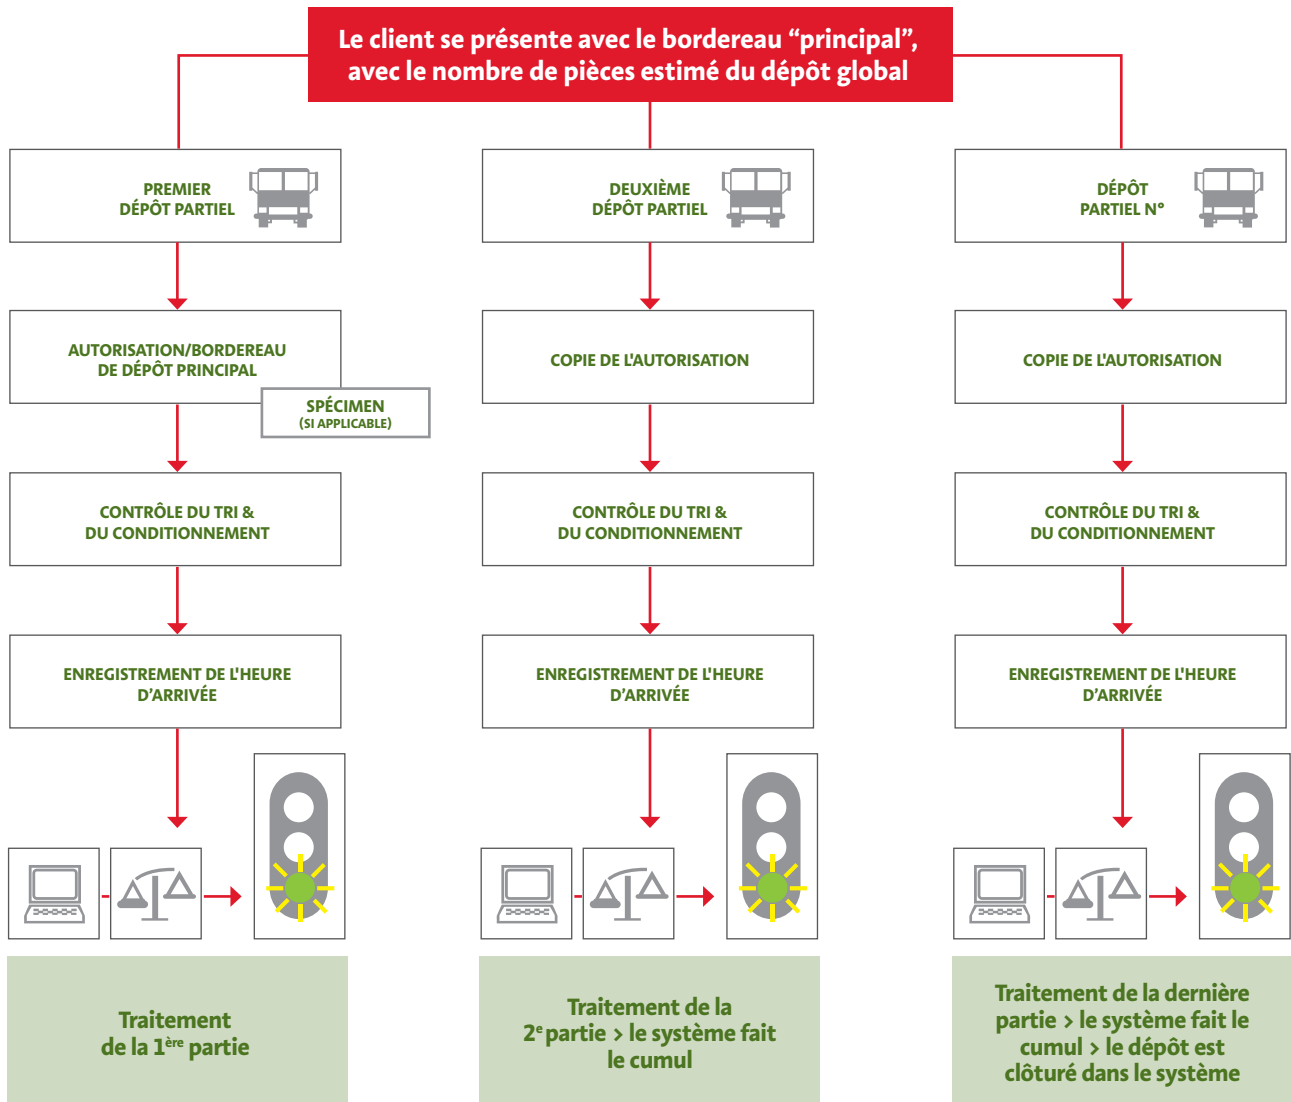 Le client se présente avec le bordereau “principal”,
avec le nombre de pièces estimé du dépôt global
PREMIER
DÉPÔT PARTIEL
AUTORISATION/BORDEREAU
DE DÉPÔT PRINCIPAL
SPÉCIMEN
(SI APPLICABLE)
CONTRÔLE DU TRI &
DU CONDITIONNEMENT
ENREGISTREMENT DE L'HEURE
D’ARRIVÉE
Traitement
de la 1ère partie
DEUXIÈME
DÉPÔT PARTIEL
COPIE DE L'AUTORISATION
CONTRÔLE DU TRI &
DU CONDITIONNEMENT
ENREGISTREMENT DE L'HEURE
D’ARRIVÉE
Traitement de la
2e partie > le système fait
le cumul
DÉPÔT
PARTIEL N°
COPIE DE L'AUTORISATION
CONTRÔLE DU TRI &
DU CONDITIONNEMENT
ENREGISTREMENT DE L'HEURE
D’ARRIVÉE
Traitement de la dernière
partie > le système fait le
cumul > le dépôt est
clôturé dans le système